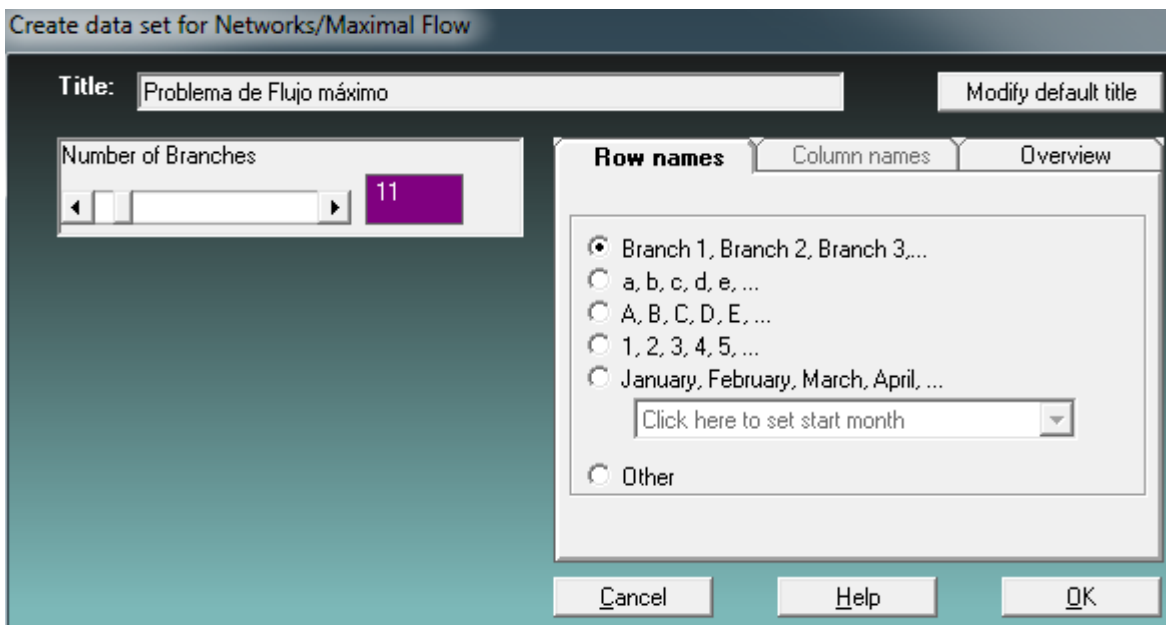 Create data set for Networks/Maximal Flow
Title: Problema de Flujo máximo Modify default title
Number of Branches
11
Row names Column names Overview
Branch 1, Branch 2, Branch 3,...
a, b, c, d, e, ...
A, B, C, D, E, ...
1, 2, 3, 4, 5, ...
January, February, March, April, ...
Click here to set start month
Other
Cancel Help OK